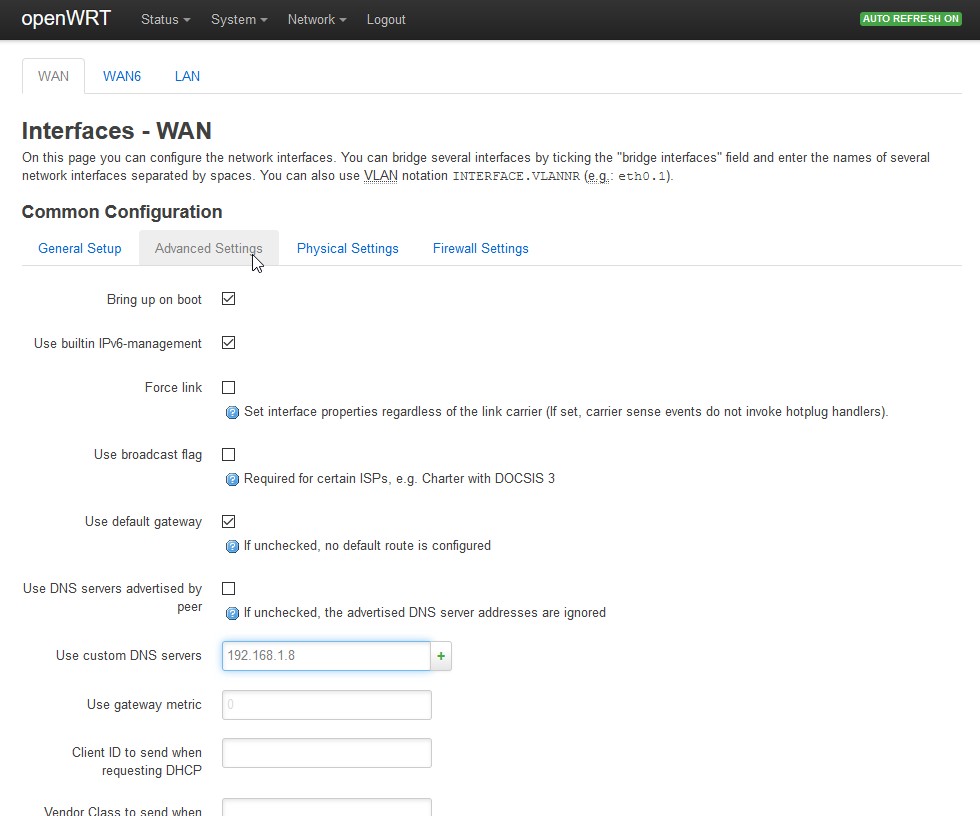 openWRT Status System Network Logout AUTO REFRESH ON
WAN WAN6 LAN
Interfaces - WAN
On this page you can configure the network interfaces. You can bridge several interfaces by ticking the "bridge interfaces" field and enter the names of several
network interfaces separated by spaces. You can also use VLAN notation INTERFACE.VLANNR (e.g.: eth0.1).
Common Configuration
General Setup Advanced Settings Physical Settings Firewall Settings
Bring up on boot
Use builtin IPv6-management
Force link
Set interface properties regardless of the link carrier (If set, carrier sense events do not invoke hotplug handlers).
Use broadcast flag
Required for certain ISPs, e.g. Charter with DOCSIS 3
Use default gateway
If unchecked, no default route is configured
Use DNS servers advertised by
peer
If unchecked, the advertised DNS server addresses are ignored
Use custom DNS servers 192.168.1.8 +
Use gateway metric 0
Client ID to send when
requesting DHCP
Vendor Class to send when